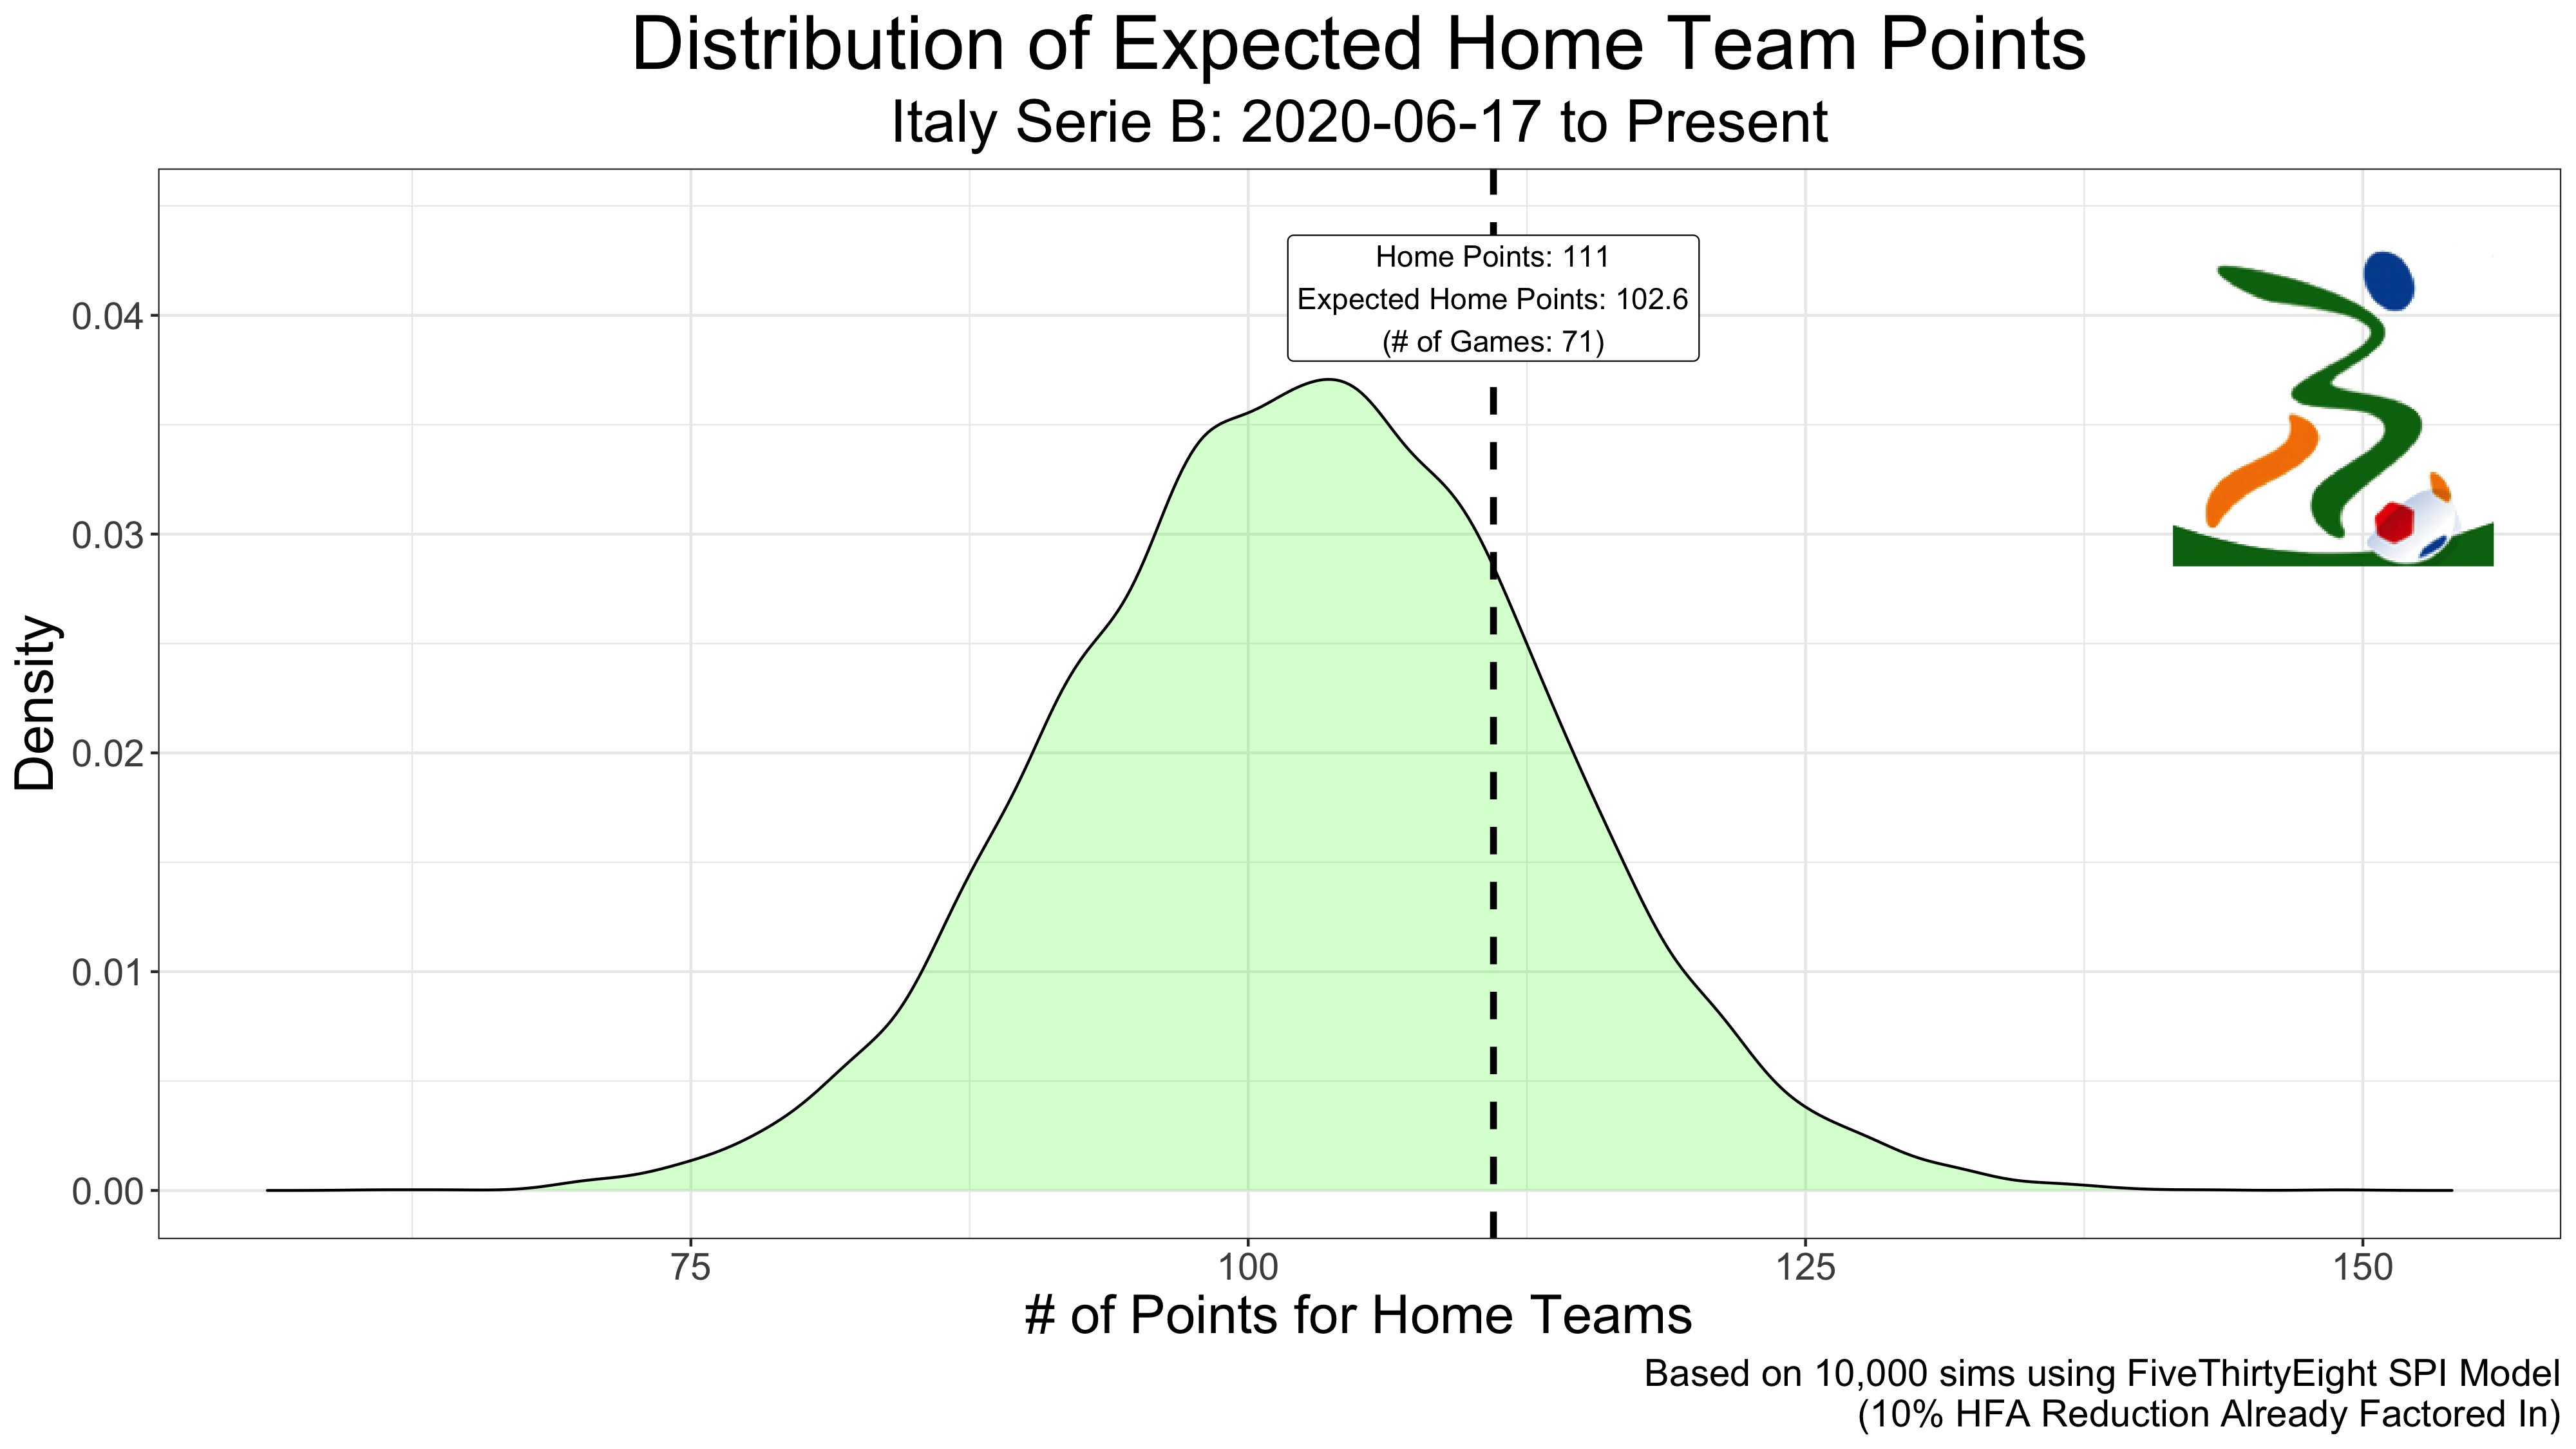 Distribution of Expected Home Team Points
Italy Serie B: 2020-06-17 to Present
Home Points: 111
Expected Home Points: 102.6
(# of Games: 71)
0.04
0.03
0.02
0.01
0.00
Density
75
100
125
150
# of Points for Home Teams
Based on 10,000 sims using FiveThirtyEight SPI Model
(10% HFA Reduction Already Factored In)